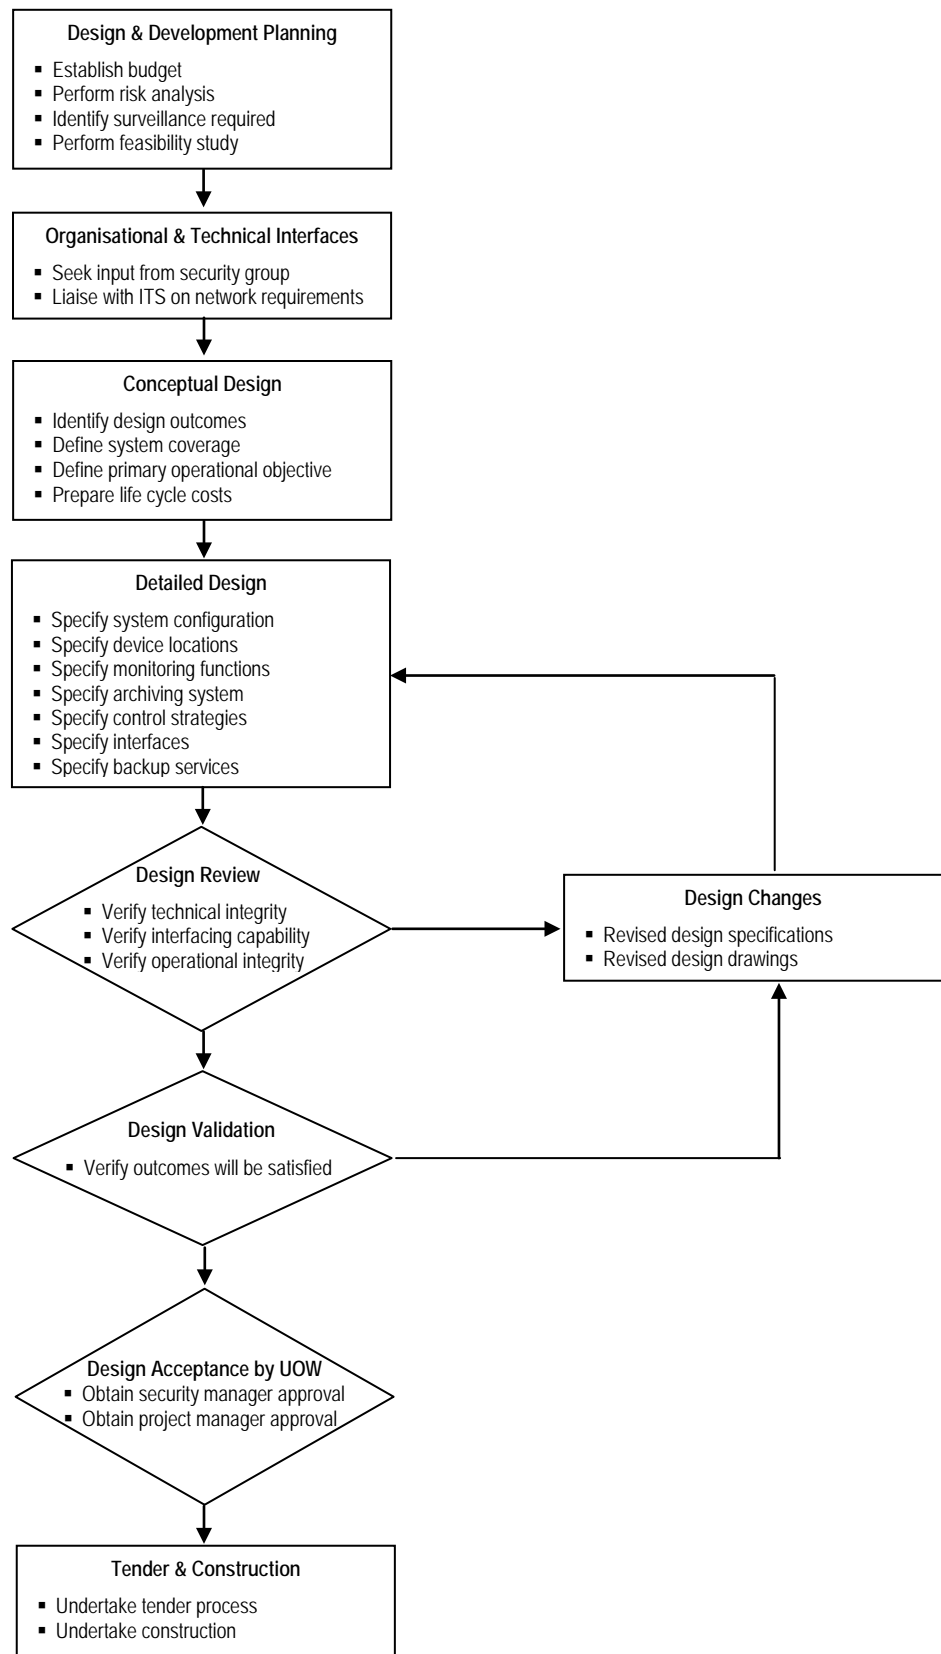 Design & Development Planning
▪ Establish budget
▪ Perform risk analysis
▪ Identify surveillance required
▪ Perform feasibility study
Organisational & Technical Interfaces
▪ Seek input from security group
▪ Liaise with ITS on network requirements
Conceptual Design
▪ Identify design outcomes
▪ Define system coverage
▪ Define primary operational objective
▪ Prepare life cycle costs
Detailed Design
▪ Specify system configuration
▪ Specify device locations
▪ Specify monitoring functions
▪ Specify archiving system
▪ Specify control strategies
▪ Specify interfaces
▪ Specify backup services
Design Review
▪ Verify technical integrity
▪ Verify interfacing capability
▪ Verify operational integrity
Design Changes
▪ Revised design specifications
▪ Revised design drawings
Design Validation
▪ Verify outcomes will be satisfied
Design Acceptance by UOW
▪ Obtain security manager approval
▪ Obtain project manager approval
Tender & Construction
▪ Undertake tender process
▪ Undertake construction